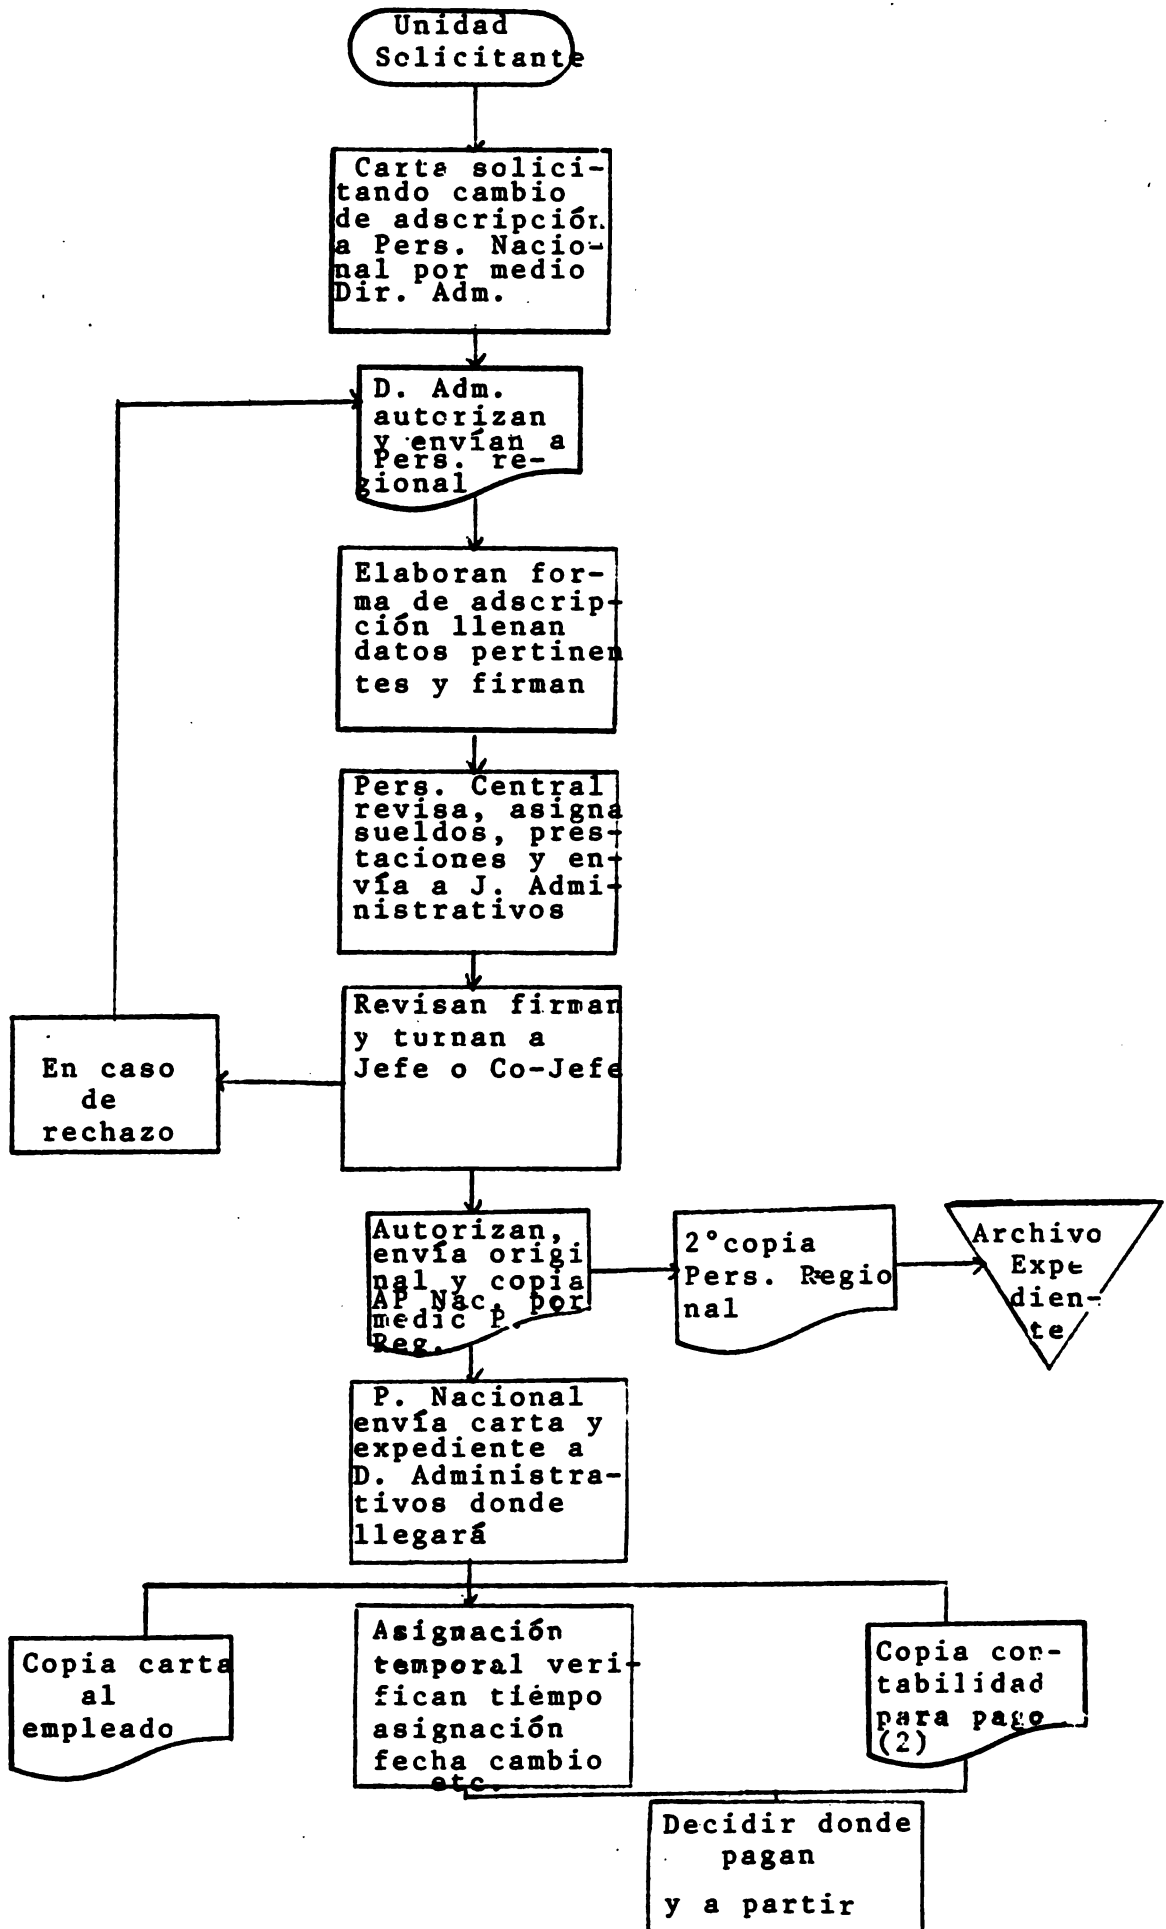 Unidad
Solicitante
Carta solici-
tando cambio
de adscripción
a Pers. Nacio-
nal por medio
Dir. Adm.
D. Adm.
autorizan
y envían a
Pers. re-
gional
Elaboran for-
ma de adscrip-
ción llenan
datos pertinen
tes y firman
Pers. Central
revisa, asigna
sueldos, pres-
taciones y en-
vía a J. Admi-
nistrativos
Revisan firman
y turnan a
Jefe o Co-Jefe
En caso
de
rechazo
Autorizan,
envía origi
nal y copia
AP Nac. por
medio P.
Reg.
2°copia
Pers. Regio
nal
Archivo
Expe
dien-
te
P. Nacional
envía carta y
expediente a
D. Administra-
tivos donde
llegará
Copia carta
al
empleado
Asignación
temporal veri-
fican tiempo
asignación
fecha cambio
etc.
Copia con-
tabilidad
para pago
(2)
Decidir donde
pagan
y a partir